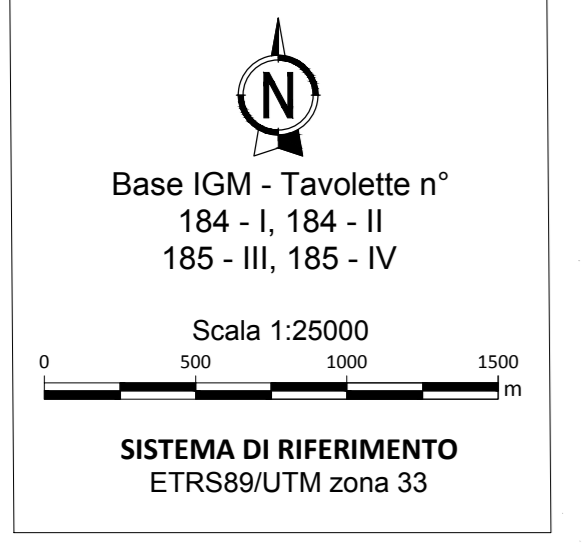 N
Base IGM - Tavolette n°
184 - I, 184 - II
185 - III, 185 - IV
Scala 1:25000
0 500 1000 1500
m
SISTEMA DI RIFERIMENTO
ETRS89/UTM zona 33